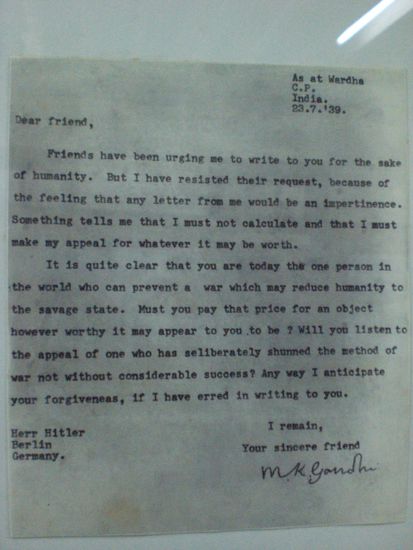 As at Wardha
C.P.
India.
23.7.'39.
Dear friend,
Friends have been urging me to write to you for the sake
of humanity. But I have resisted their request, because of
the feeling that any letter from me would be an impertinence.
Something tells me that I must not calculate and that I must
make my appeal for whatever it may be worth.
It is quite clear that you are today the one person in
the world who can prevent a war which may reduce humanity to
the savage state. Must you pay that price for an object
however worthy it may appear to you to be ? Will you listen to
the appeal of one who has seliberately shunned the method of
war not without considerable success? Any way I anticipate
your forgiveneas, if I have erred in writing to you.
I remain,
Your sincere friend
M.K.Gandhi
Herr Hitler
Berlin
Germany.